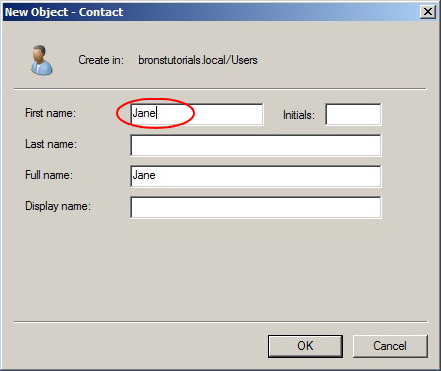 New Object - Contact
Create in: bronstutorials.local/Users
First name: Jane Initials:
Last name:
Full name: Jane
Display name:
OK Cancel